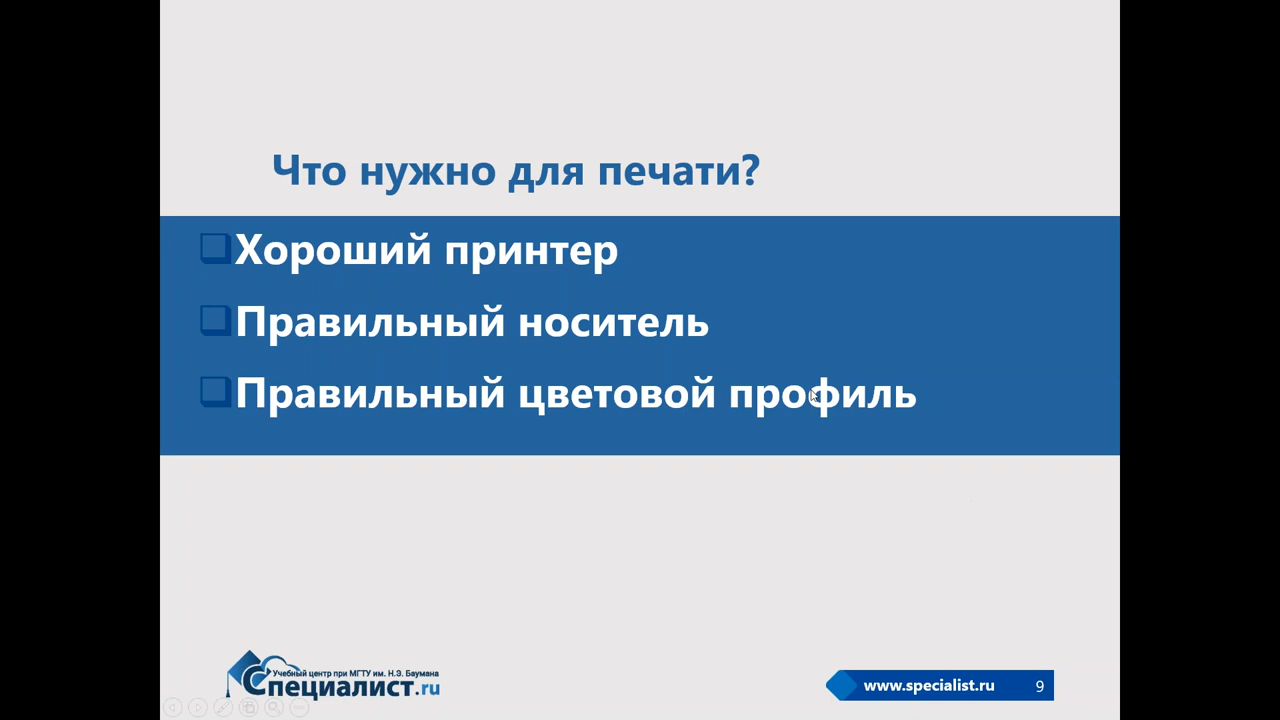 Что нужно для печати?
Хороший принтер
Правильный носитель
Правильный цветовой профиль
Учебный центр при МГТУ им. Н.Э. Баумана
Специалист.ru
www.specialist.ru 9